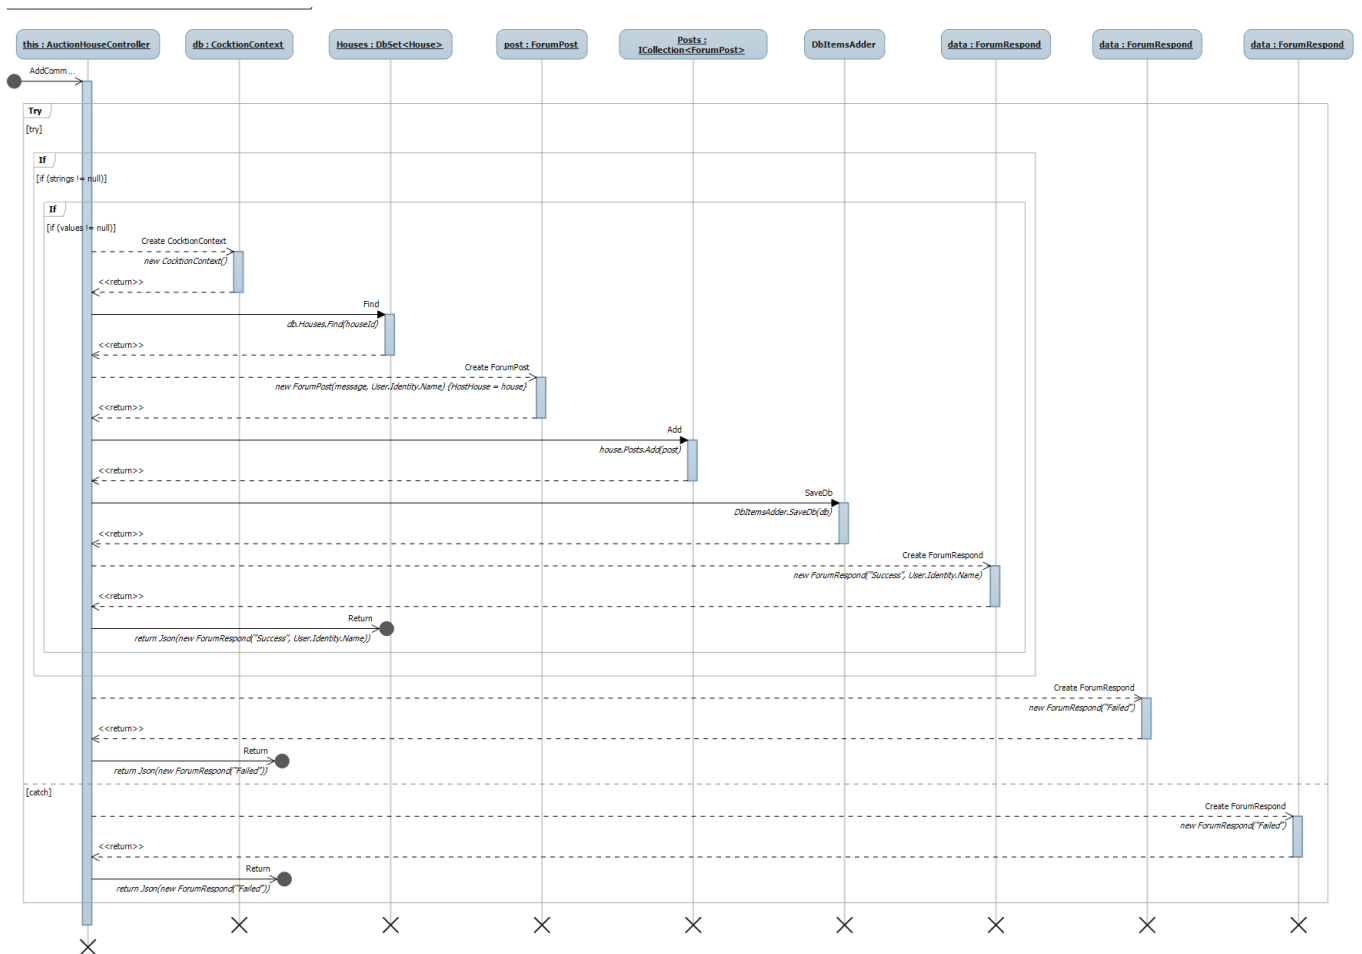 this : AuctionHouseController
db : CocktionContext
Houses : DbSet<House>
post : ForumPost
Posts :
ICollection<ForumPost>
DbItemsAdder
data : ForumRespond
data : ForumRespond
data : ForumRespond
AddComm ...
Try
[try]
If
[if (strings != null)]
If
[if (values != null)]
Create CocktionContext
new CocktionContext()
<<return>>
Find
db.Houses.Find(houseId)
<<return>>
Create ForumPost
new ForumPost(message, User.Identity.Name) {HostHouse = house}
<<return>>
Add
house.Posts.Add(post)
<<return>>
SaveDb
DbItemsAdder.SaveDb(db)
<<return>>
Create ForumRespond
new ForumRespond("Success", User.Identity.Name)
<<return>>
Return
return Json(new ForumRespond("Success", User.Identity.Name))
Create ForumRespond
new ForumRespond("Failed")
<<return>>
Return
return Json(new ForumRespond("Failed"))
[catch]
Create ForumRespond
new ForumRespond("Failed")
<<return>>
Return
return Json(new ForumRespond("Failed"))